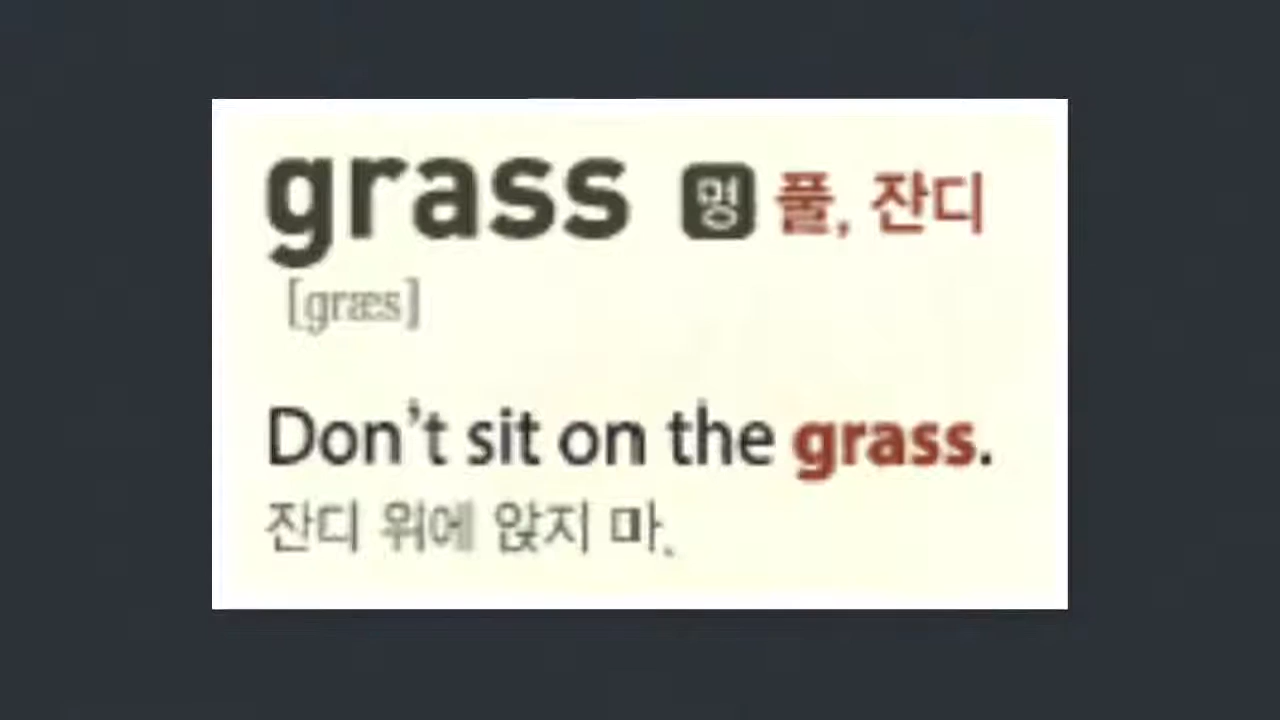 grass 명 풀, 잔디
[græs]
Don't sit on the grass.
잔디 위에 앉지 마.